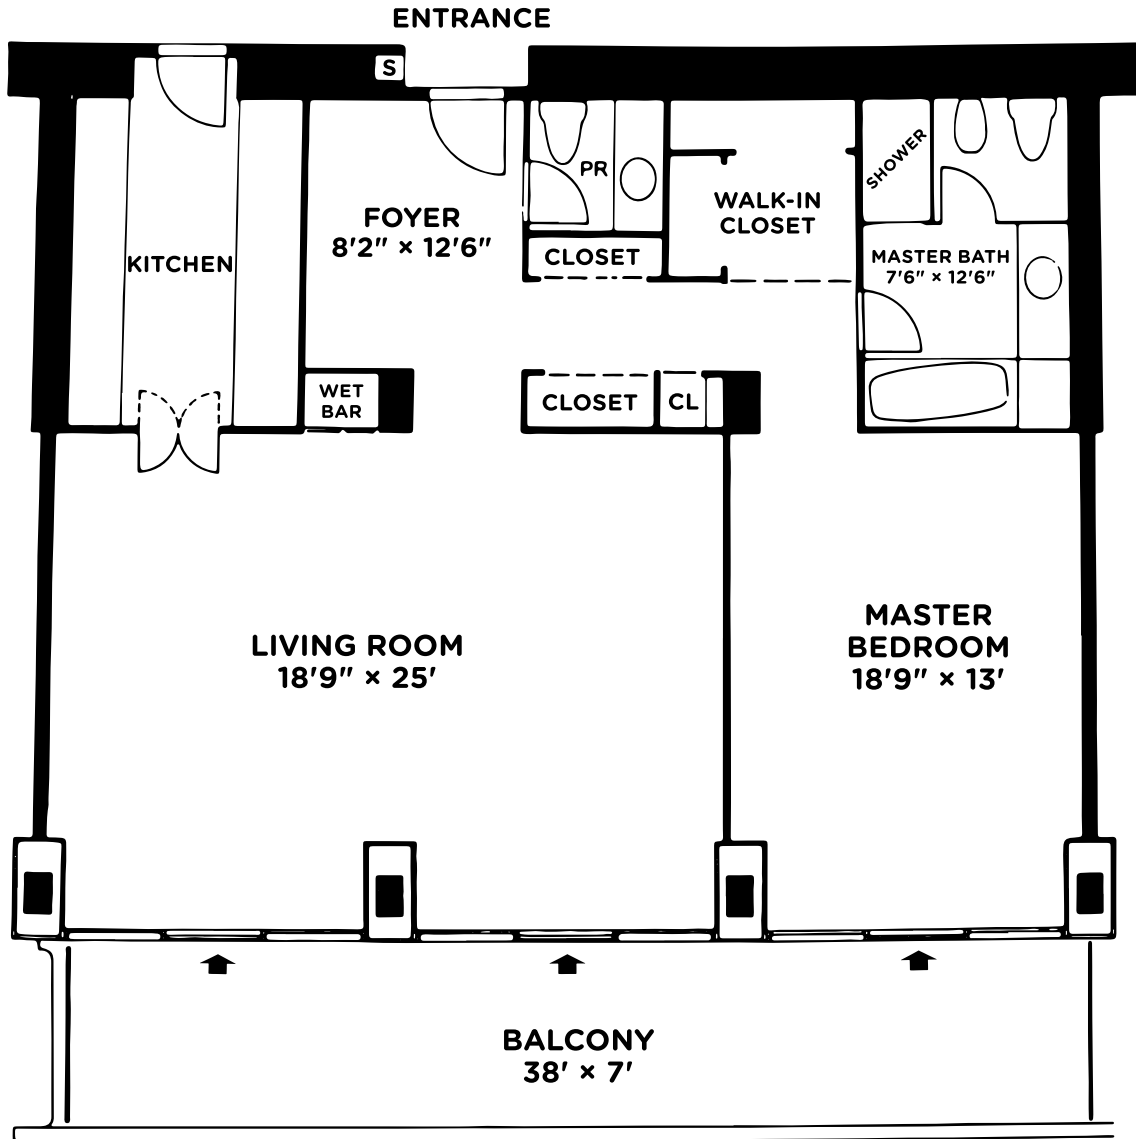 ENTRANCE
S
PR
SHOWER
WALK-IN
CLOSET
FOYER
8'2" × 12'6"
KITCHEN
CLOSET
MASTER BATH
7'6" × 12'6"
WET
BAR
CLOSET
CL
MASTER
BEDROOM
18'9" × 13'
LIVING ROOM
18'9" × 25'
BALCONY
38' × 7'